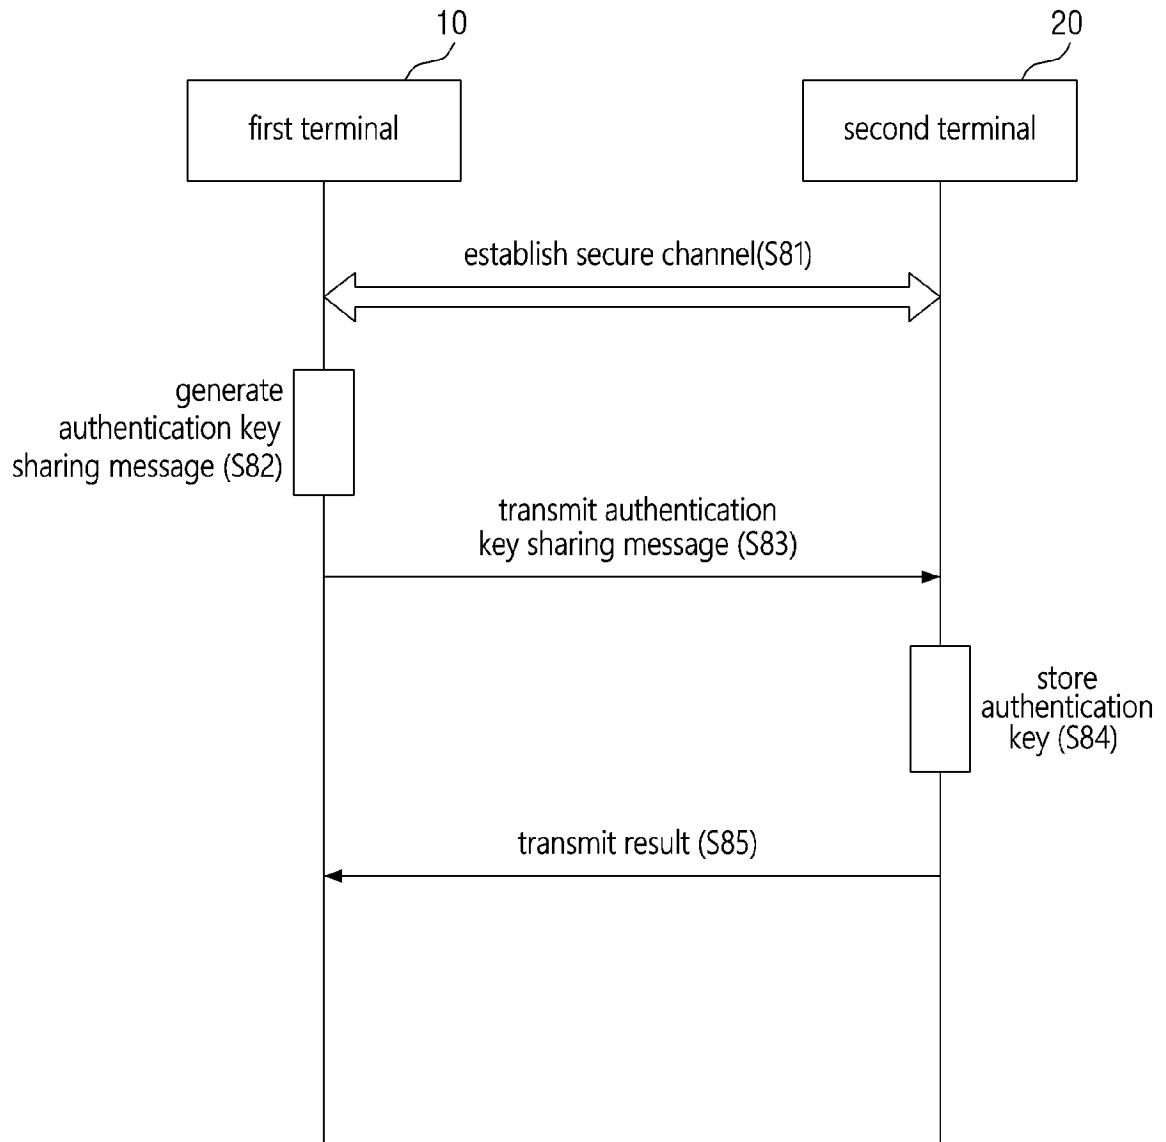 10
20
first terminal
second terminal
establish secure channel(S81)
generate
authentication key
sharing message (S82)
transmit authentication
key sharing message (S83)
store
authentication
key (S84)
transmit result (S85)